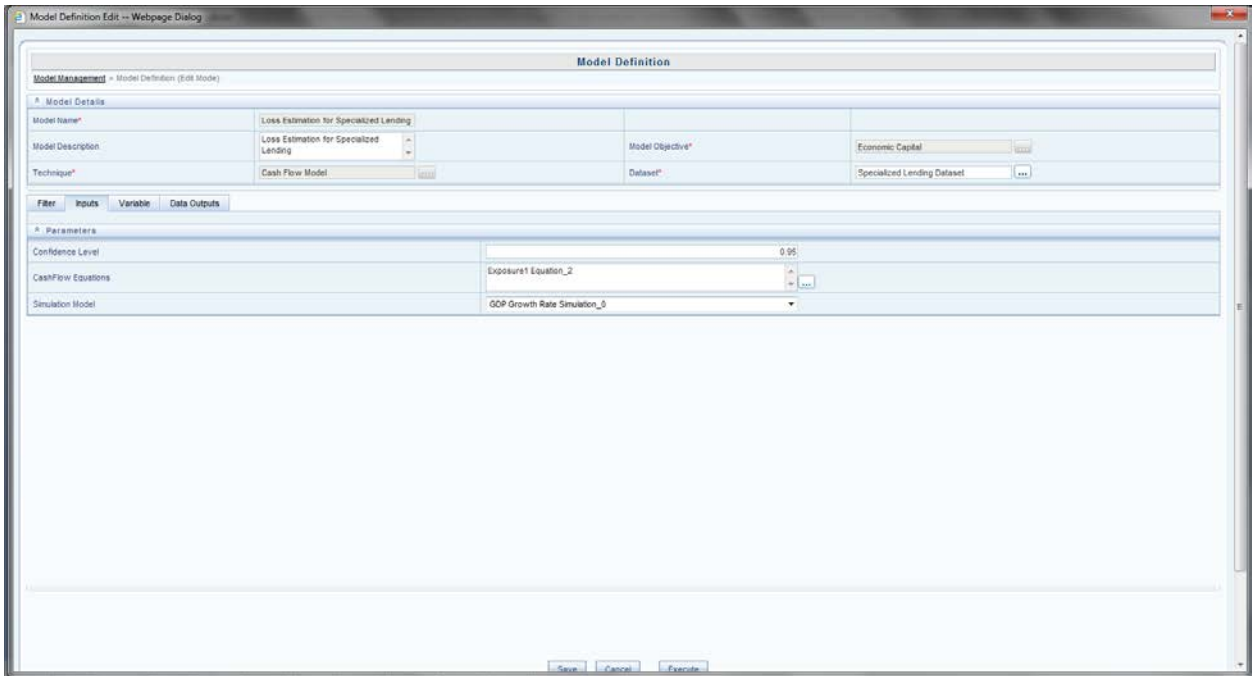 Model Definition Edit -- Webpage Dialog
Model Definition
Model Management > Model Definition (Edit Mode)
Model Details
Model Name* Loss Estimation for Specialized Lending
Model Description Loss Estimation for Specialized
Lending
Model Objective* Economic Capital ...
Technique* Cash Flow Model ... Dataset* Specialized Lending Dataset ...
Filter Inputs Variable Data Outputs
Parameters
Confidence Level 0.95
CashFlow Equations Exposure1 Equation_2 ...
Simulation Model GDP Growth Rate Simulation_0
Save Cancel Execute